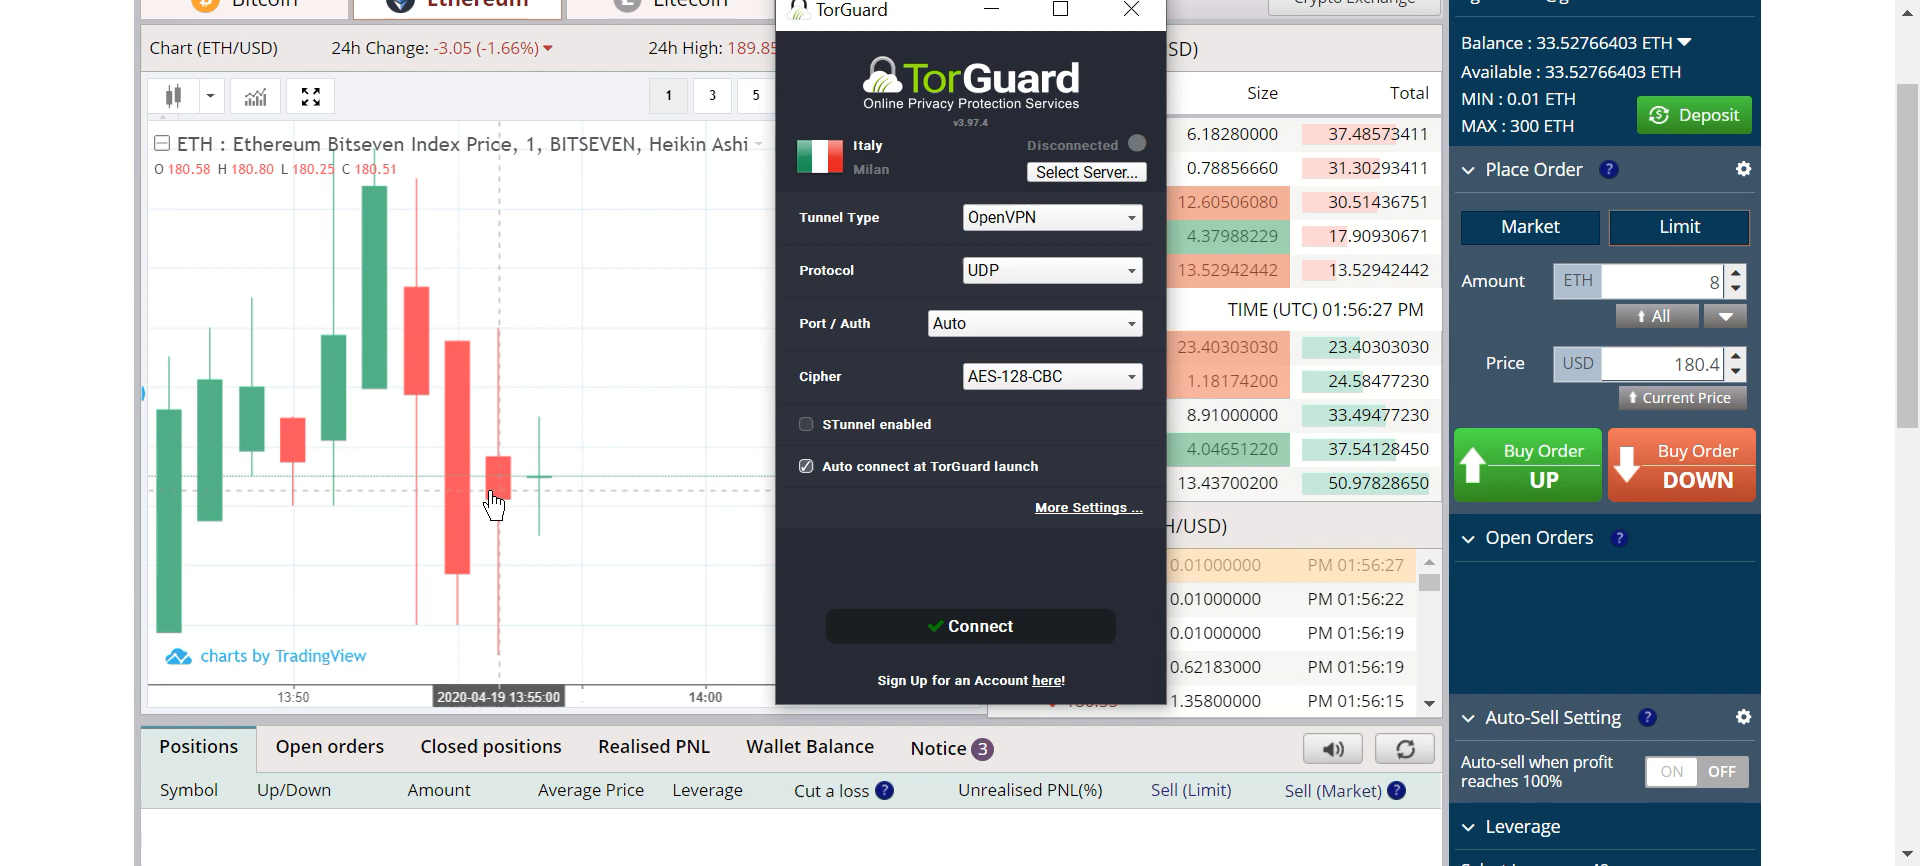 Bitcoin
Ethereum
Litecoin
Crypto Exchange
Chart (ETH/USD)
24h Change: -3.05 (-1.66%)
24h High: 189.85
1
3
5
ETH : Ethereum Bitseven Index Price, 1, BITSEVEN, Heikin Ashi
O 180.58 H 180.80 L 180.25 C 180.51
charts by TradingView
13:50
2020-04-19 13:55:00
14:00
TorGuard
TorGuard
Online Privacy Protection Services
v3.97.4
Italy
Milan
Disconnected
Select Server...
Tunnel Type
OpenVPN
Protocol
UDP
Port / Auth
Auto
Cipher
AES-128-CBC
STunnel enabled
Auto connect at TorGuard launch
More Settings ...
Connect
Sign Up for an Account here!
SD)
Size
Total
6.18280000
37.48573411
0.78856660
31.30293411
12.60506080
30.51436751
4.37988229
17.90930671
13.52942442
13.52942442
TIME (UTC) 01:56:27 PM
23.40303030
23.40303030
1.18174200
24.58477230
8.91000000
33.49477230
4.04651220
37.54128450
13.43700200
50.97828650
H/USD)
0.01000000
PM 01:56:27
0.01000000
PM 01:56:22
0.01000000
PM 01:56:19
0.62183000
PM 01:56:19
1.35800000
PM 01:56:15
Balance : 33.52766403 ETH
Available : 33.52766403 ETH
MIN : 0.01 ETH
MAX : 300 ETH
Deposit
Place Order ?
Market
Limit
Amount
ETH
8
All
Price
USD
180.4
Current Price
Buy Order
UP
Buy Order
DOWN
Open Orders ?
Auto-Sell Setting ?
Auto-sell when profit
reaches 100%
ON
OFF
Leverage
Positions
Open orders
Closed positions
Realised PNL
Wallet Balance
Notice 3
Symbol
Up/Down
Amount
Average Price
Leverage
Cut a loss ?
Unrealised PNL(%)
Sell (Limit)
Sell (Market) ?